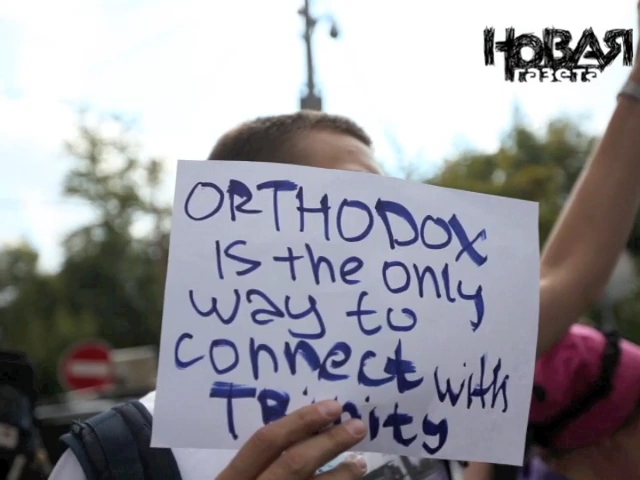 НОВАЯ
газета
ORTHODOX
IS the only
way to
connect with
TRinity